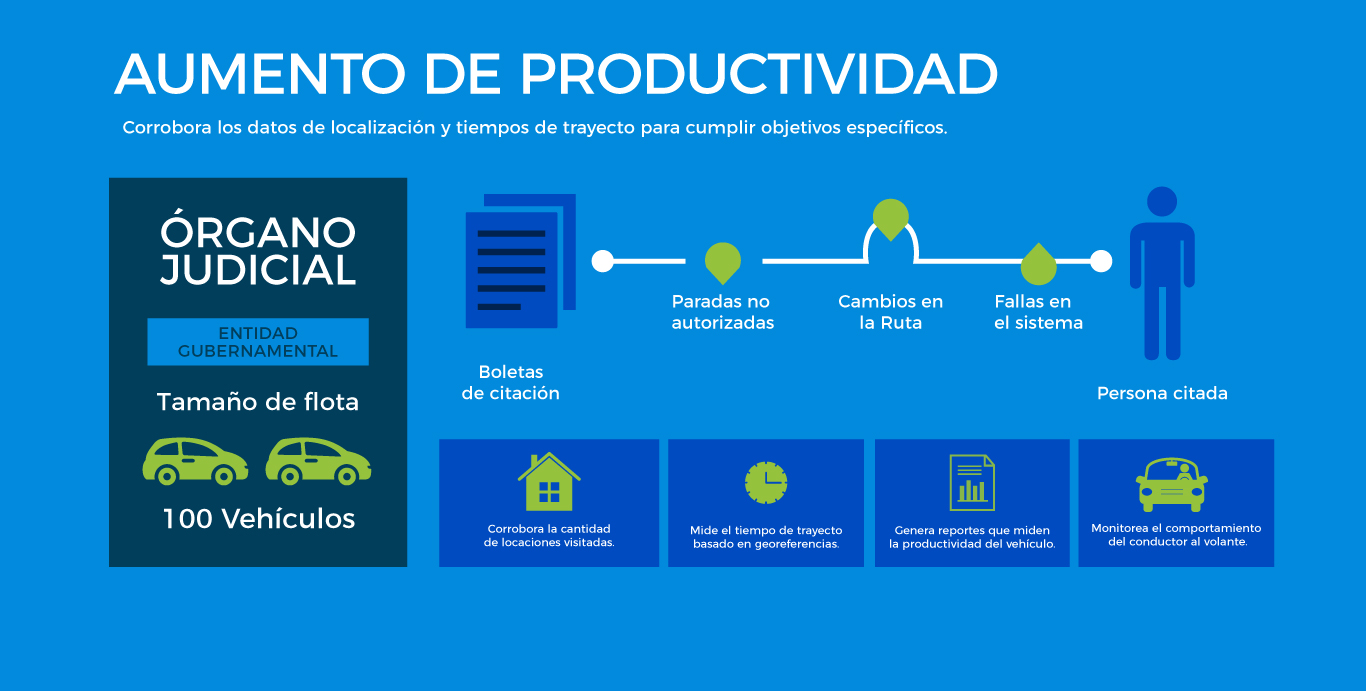 AUMENTO DE PRODUCTIVIDAD
Corrobora los datos de localización y tiempos de trayecto para cumplir objetivos específicos.
ÓRGANO
JUDICIAL
ENTIDAD
GUBERNAMENTAL
Tamaño de flota
100 Vehículos
Boletas
de citación
Paradas no
autorizadas
Cambios en
la Ruta
Fallas en
el sistema
Persona citada
Corrobora la cantidad
de locaciones visitadas.
Mide el tiempo de trayecto
basado en georeferencias.
Genera reportes que miden
la productividad del vehículo.
Monitorea el comportamiento
del conductor al volante.